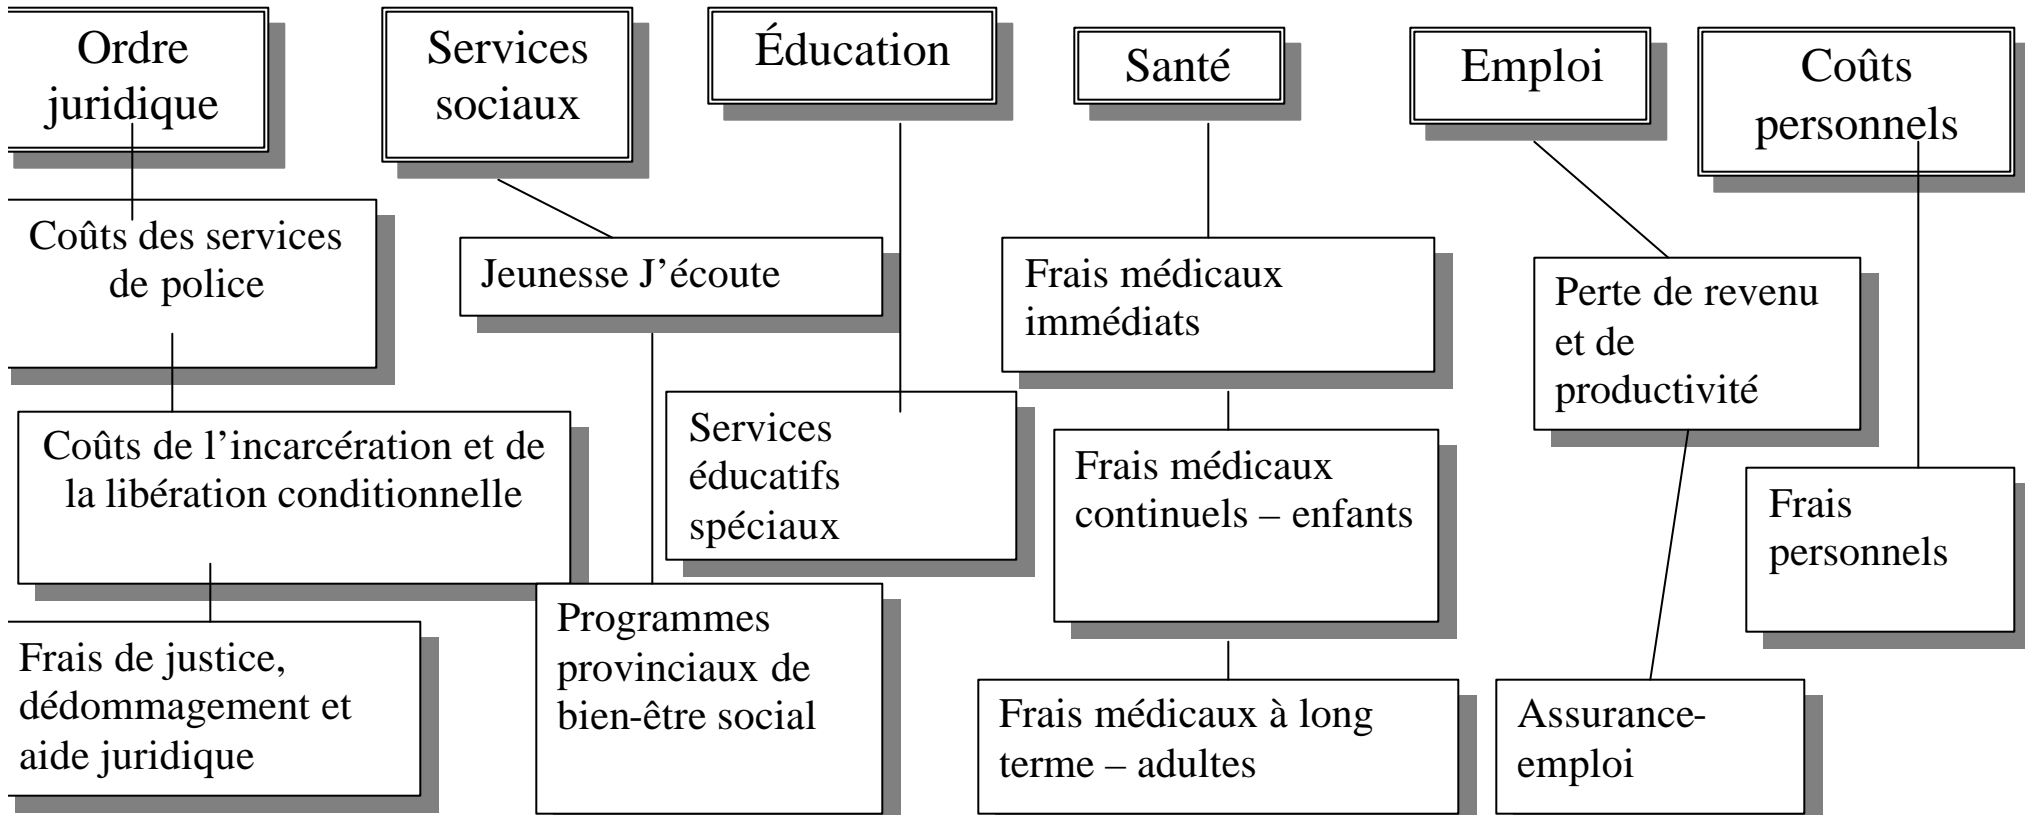 Ordre
juridique
Services
sociaux
Éducation
Santé
Emploi
Coûts
personnels
Coûts des services
de police
Jeunesse J’écoute
Frais médicaux
immédiats
Perte de revenu
et de
productivité
Coûts de l’incarcération et de
la libération conditionnelle
Services
éducatifs
spéciaux
Frais médicaux
continuels – enfants
Frais
personnels
Frais de justice,
dédommagement et
aide juridique
Programmes
provinciaux de
bien-être social
Frais médicaux à long
terme – adultes
Assurance-
emploi